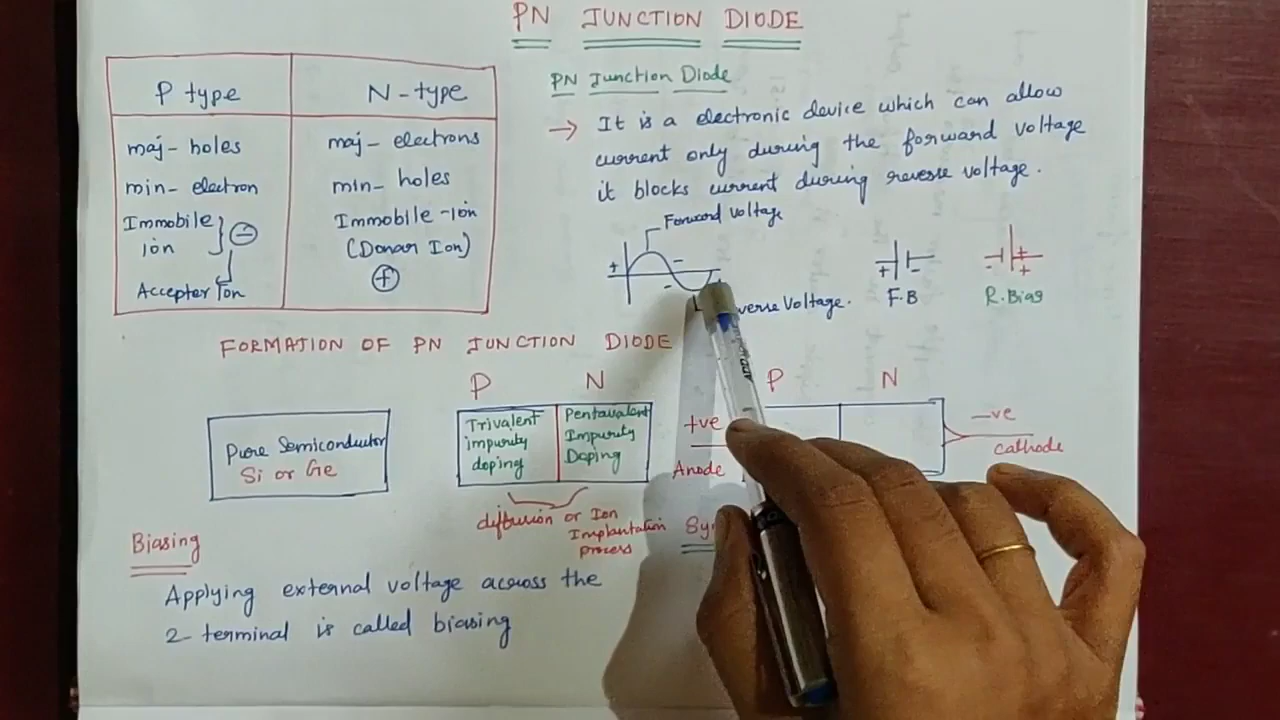 PN JUNCTION DIODE
P type
N-type
maj- holes
maj- electrons
min- electron
min- holes
Immobile
ion
Immobile -ion
(Donar Ion)
Accepter Ion
PN Junction Diode
→ It is a electronic device which can allow
current only during the forward voltage
it blocks current during reverse voltage.
Forward voltage
+
-
-
verse Voltage.
+ -
F.B
- +
+
R.Bias
FORMATION OF PN JUNCTION DIODE
P N
P N
Pure Semiconductor
Si or Ge
Trivalent
impurity
doping
Pentavalent
Impurity
Doping
+ve
Anode
-ve
cathode
diffusion or Ion
Implantation
process
Sy
Biasing
Applying external voltage across the
2 terminal is called biasing